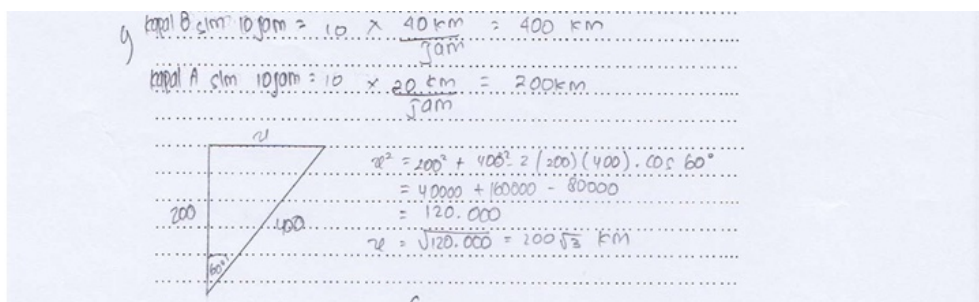 9 kapal B slm 10 jam = 10 × 40 km / jam = 400 km
kapal A slm 10 jam = 10 × 20 km / jam = 200km
x
200
400
60°
x² = 200² + 400² - 2 (200) (400) . cos 60°
= 40000 + 160000 - 80000
= 120.000
x = √120.000 = 200√3 km